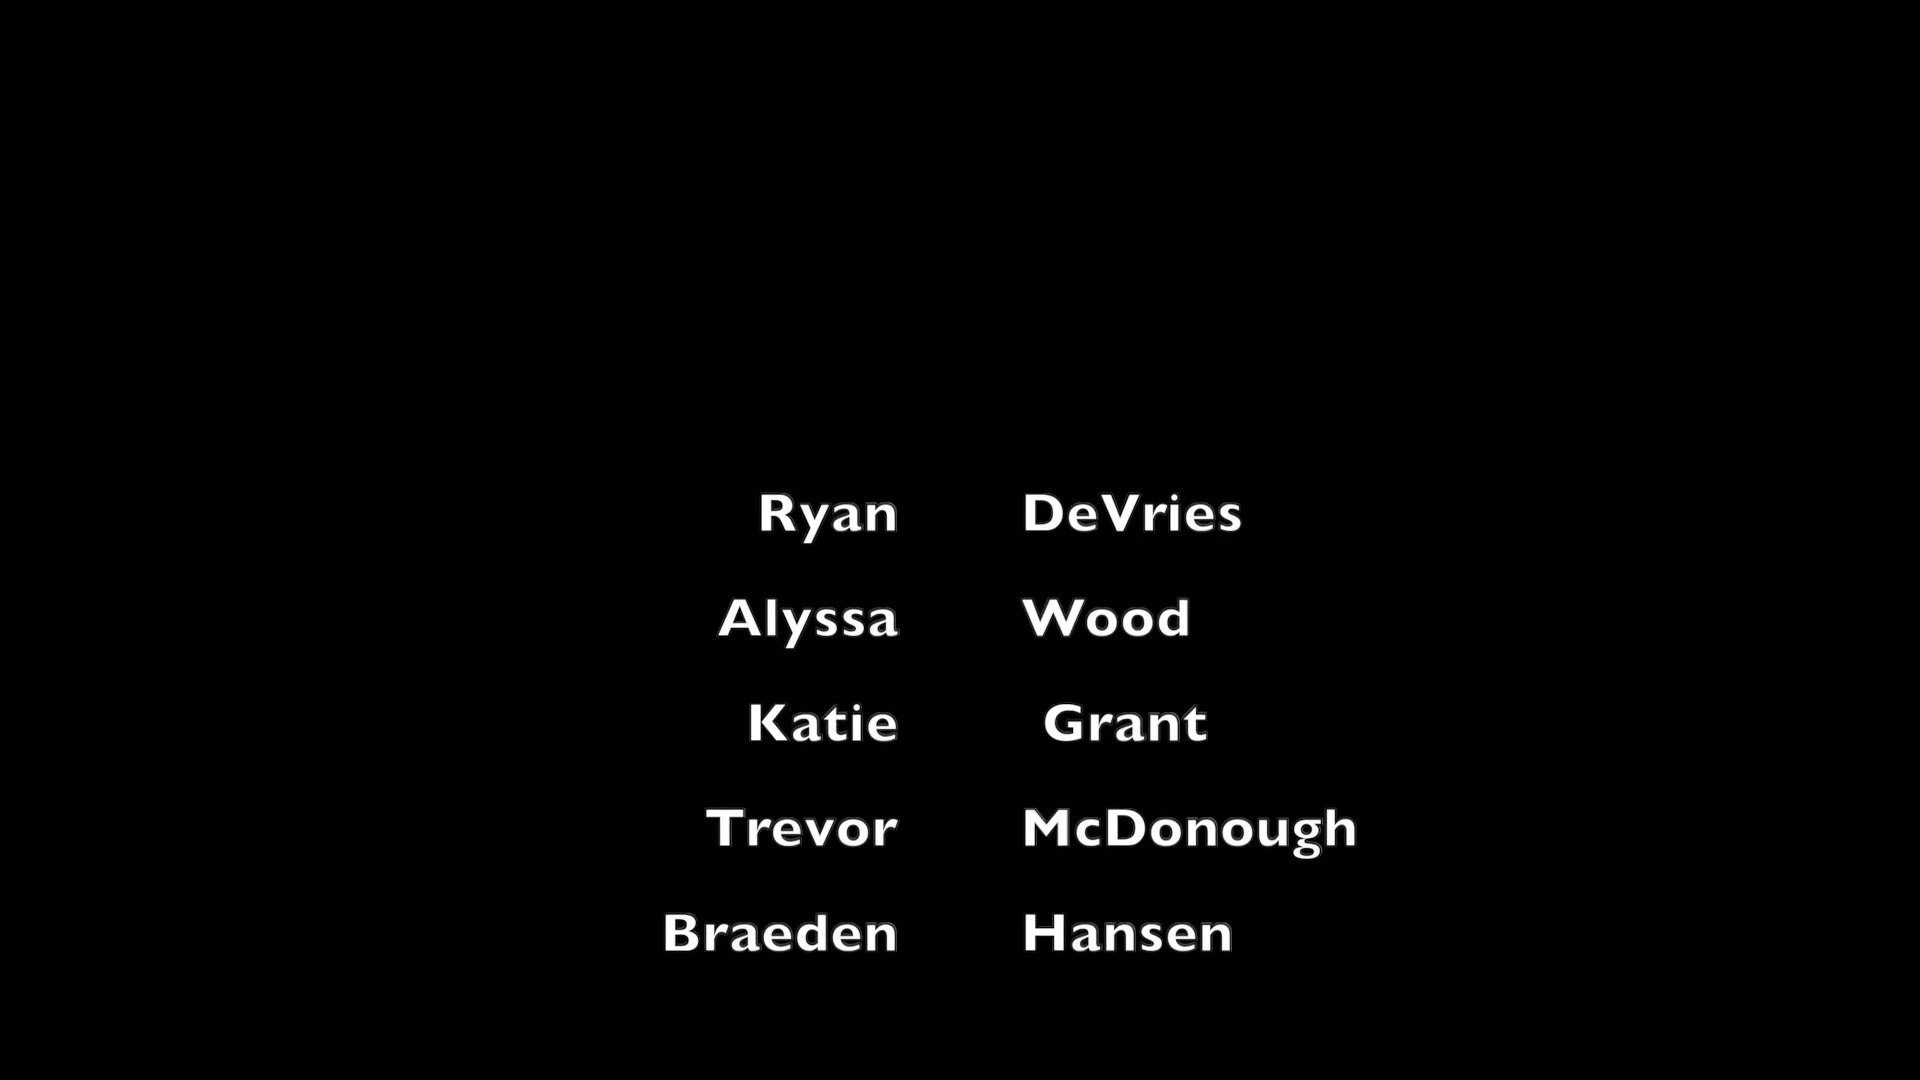 Ryan DeVries
Alyssa Wood
Katie Grant
Trevor McDonough
Braeden Hansen